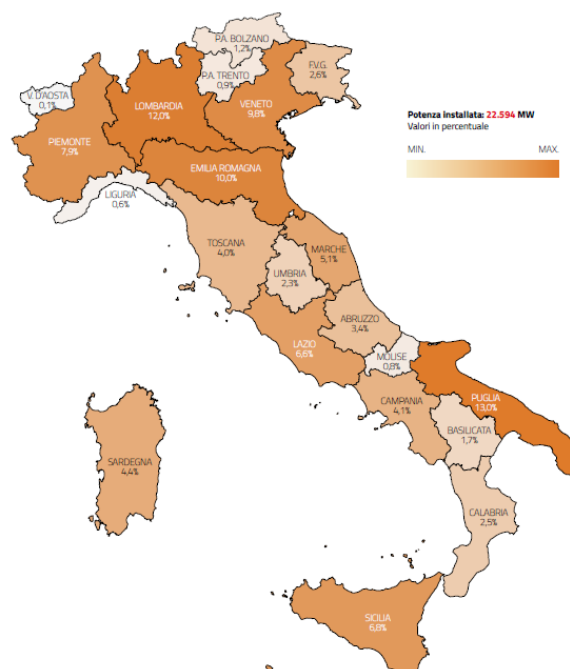 P.A. BOLZANO
1,2%
P.A. TRENTO
0,9%
F.V.G.
2,6%
V. D'AOSTA
0,1%
LOMBARDIA
12,0%
VENETO
9,8%
PIEMONTE
7,9%
EMILIA ROMAGNA
10,0%
LIGURIA
0,6%
Potenza installata: 22.594 MW
Valori in percentuale
MIN.
MAX.
TOSCANA
4,0%
MARCHE
5,1%
UMBRIA
2,3%
ABRUZZO
3,4%
LAZIO
6,6%
MOLISE
0,8%
PUGLIA
13,0%
CAMPANIA
4,1%
BASILICATA
1,7%
SARDEGNA
4,4%
CALABRIA
2,5%
SICILIA
6,8%